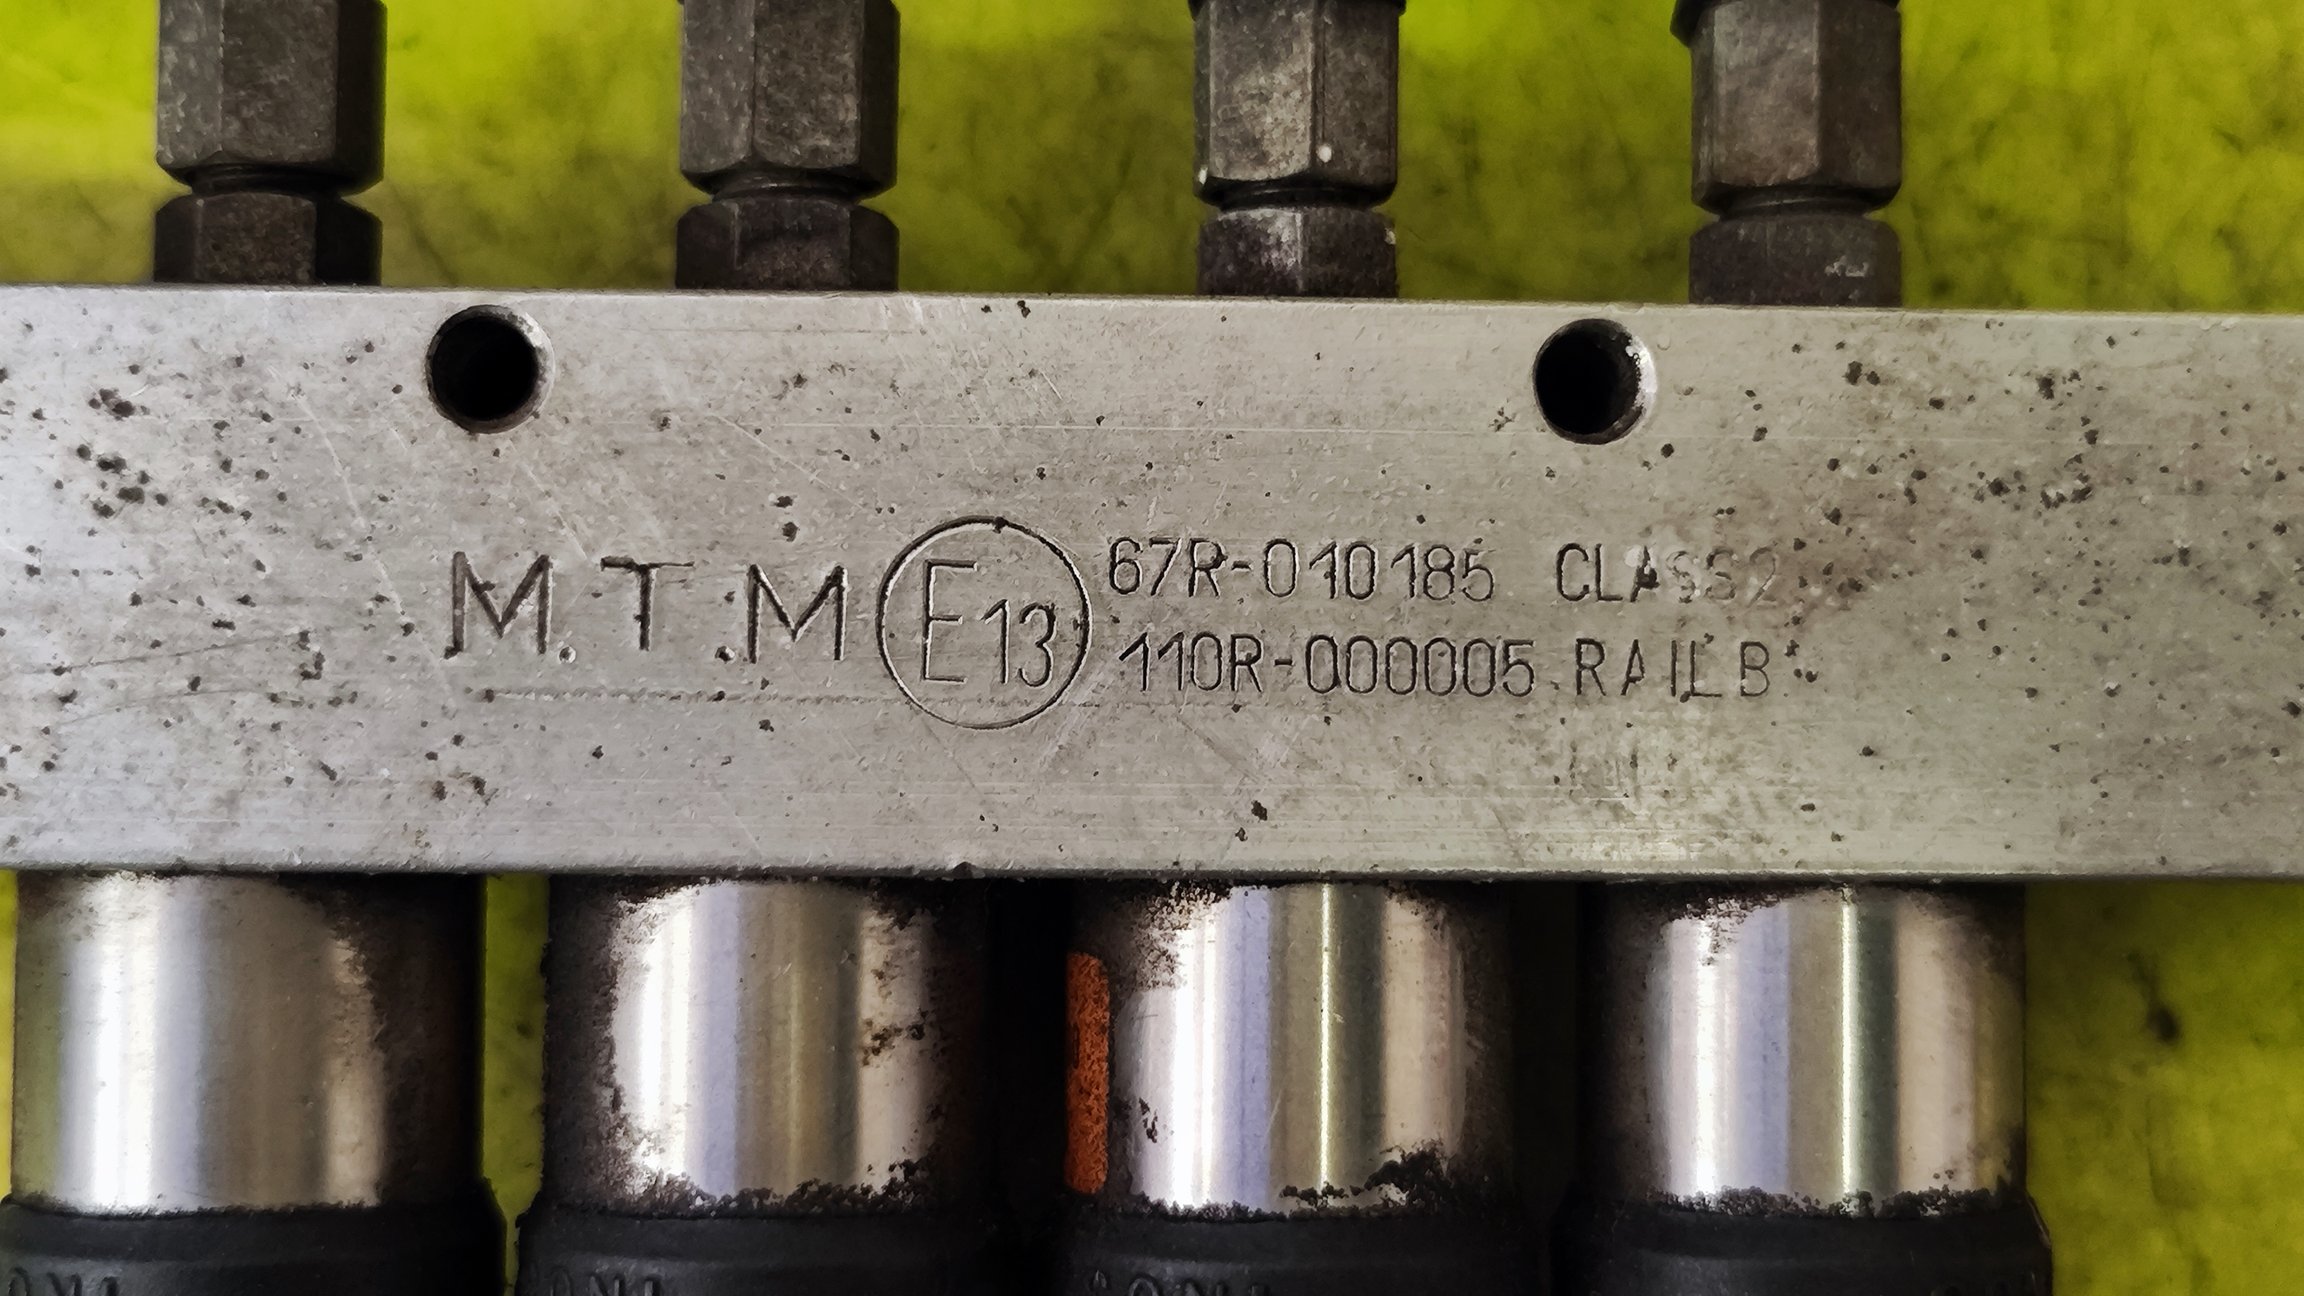 M.T.M E13 67R-010185 CLASS2
110R-000005 RAIL B